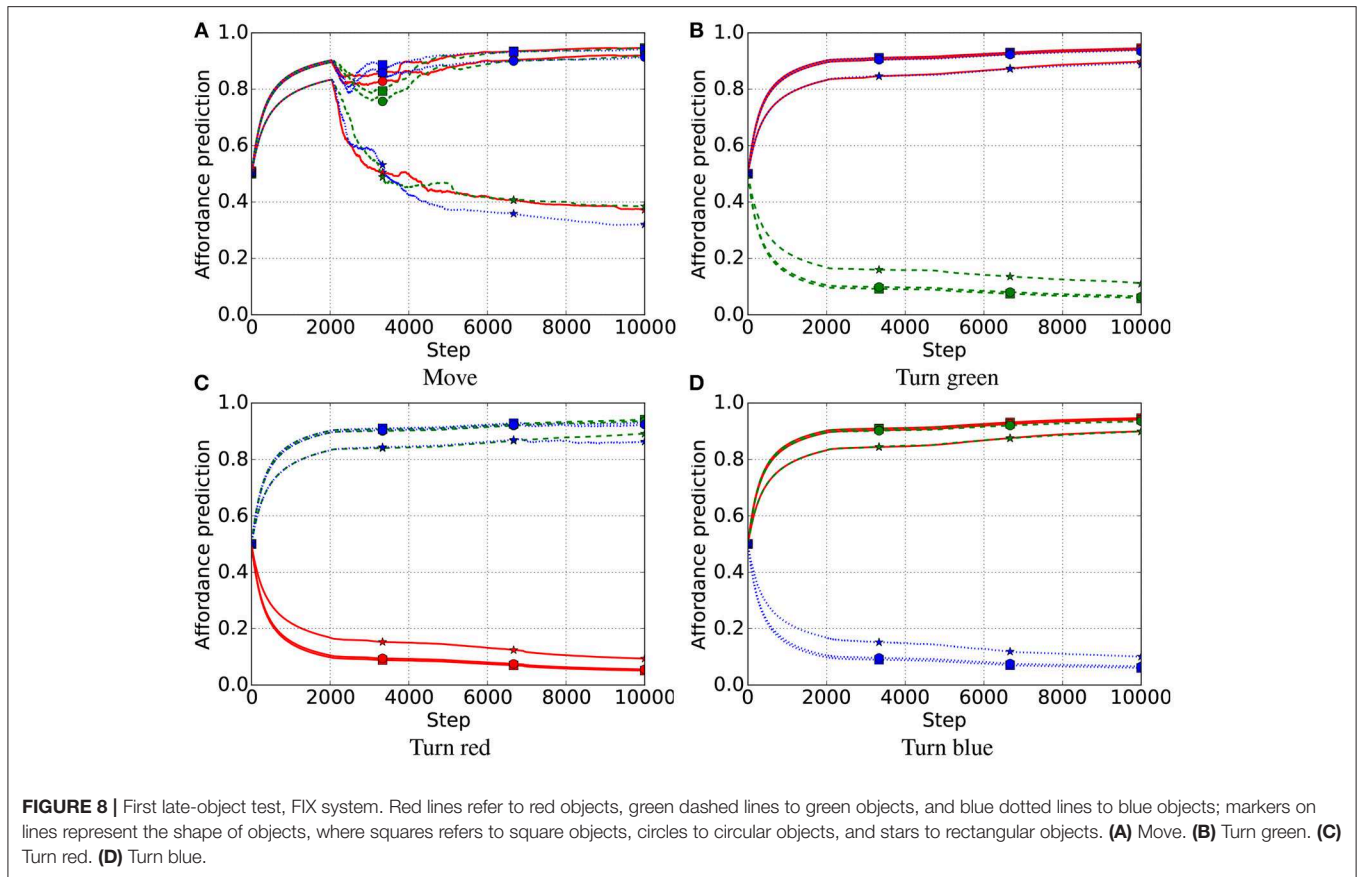 A
1.0
0.8
0.6
0.4
0.2
0.0
Affordance prediction
0 2000 4000 6000 8000 10000
Step
Move
B
1.0
0.8
0.6
0.4
0.2
0.0
Affordance prediction
0 2000 4000 6000 8000 10000
Step
Turn green
C
1.0
0.8
0.6
0.4
0.2
0.0
Affordance prediction
0 2000 4000 6000 8000 10000
Step
Turn red
D
1.0
0.8
0.6
0.4
0.2
0.0
Affordance prediction
0 2000 4000 6000 8000 10000
Step
Turn blue
FIGURE 8 | First late-object test, FIX system. Red lines refer to red objects, green dashed lines to green objects, and blue dotted lines to blue objects; markers on
lines represent the shape of objects, where squares refers to square objects, circles to circular objects, and stars to rectangular objects. (A) Move. (B) Turn green. (C)
Turn red. (D) Turn blue.